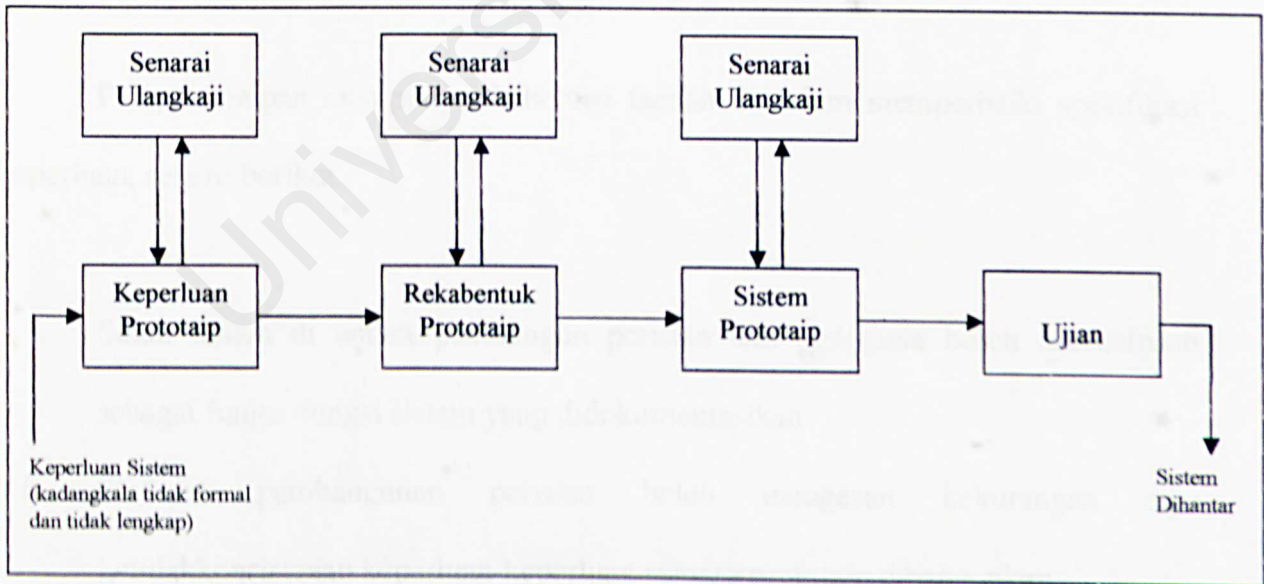 Senarai
Ulangkaji
Senarai
Ulangkaji
Senarai
Ulangkaji
Keperluan
Prototaip
Rekabentuk
Prototaip
Sistem
Prototaip
Ujian
Keperluan Sistem
(kadangkala tidak formal
dan tidak lengkap)
Sistem
Dihantar
Universi